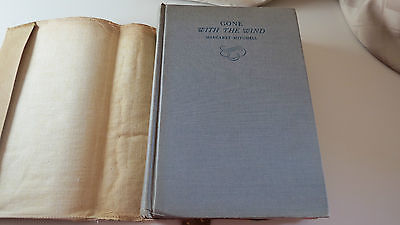 GONE
WITH THE WIND
MARGARET MITCHELL